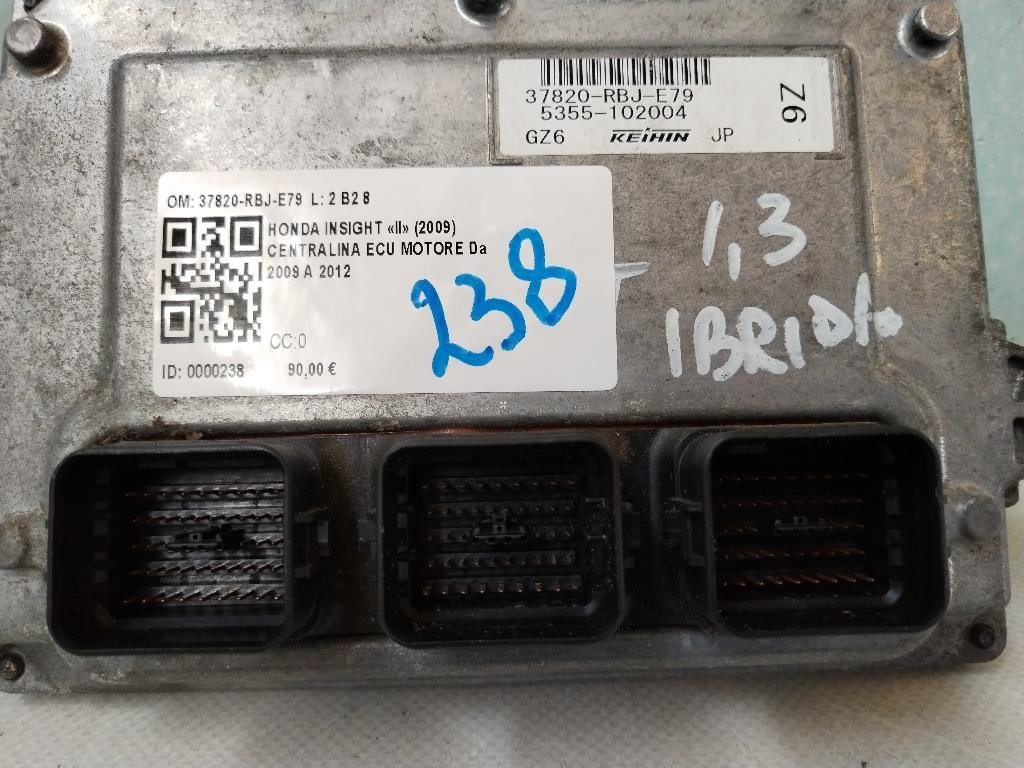 37820-RBJ-E79
5355-102004
GZ6 KEIHIN JP
Z6
OM: 37820-RBJ-E79 L: 2 B2 8
HONDA INSIGHT «II» (2009)
CENTRALINA ECU MOTORE Da
2009 A 2012
CC:0
ID: 0000238 90,00 €
238
1,3
IBRIDA